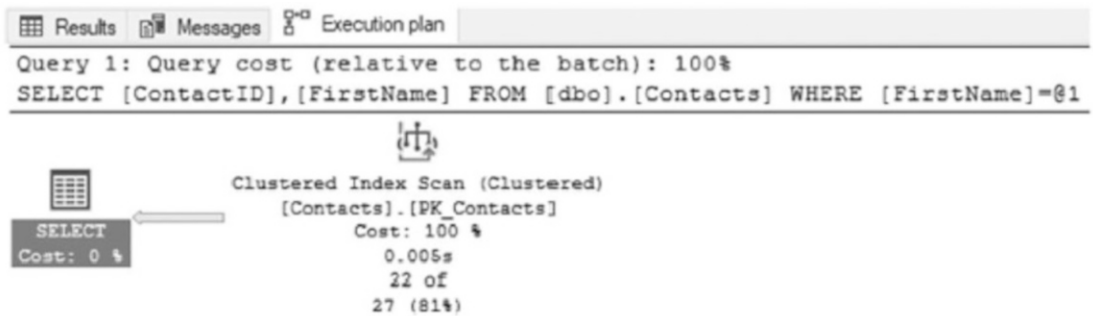 Results Messages Execution plan
Query 1: Query cost (relative to the batch): 100%
SELECT [ContactID],[FirstName] FROM [dbo].[Contacts] WHERE [FirstName]=@1
Clustered Index Scan (Clustered)
[Contacts].[PK_Contacts]
Cost: 100 %
0.005s
22 of
27 (81%)
SELECT
Cost: 0 %